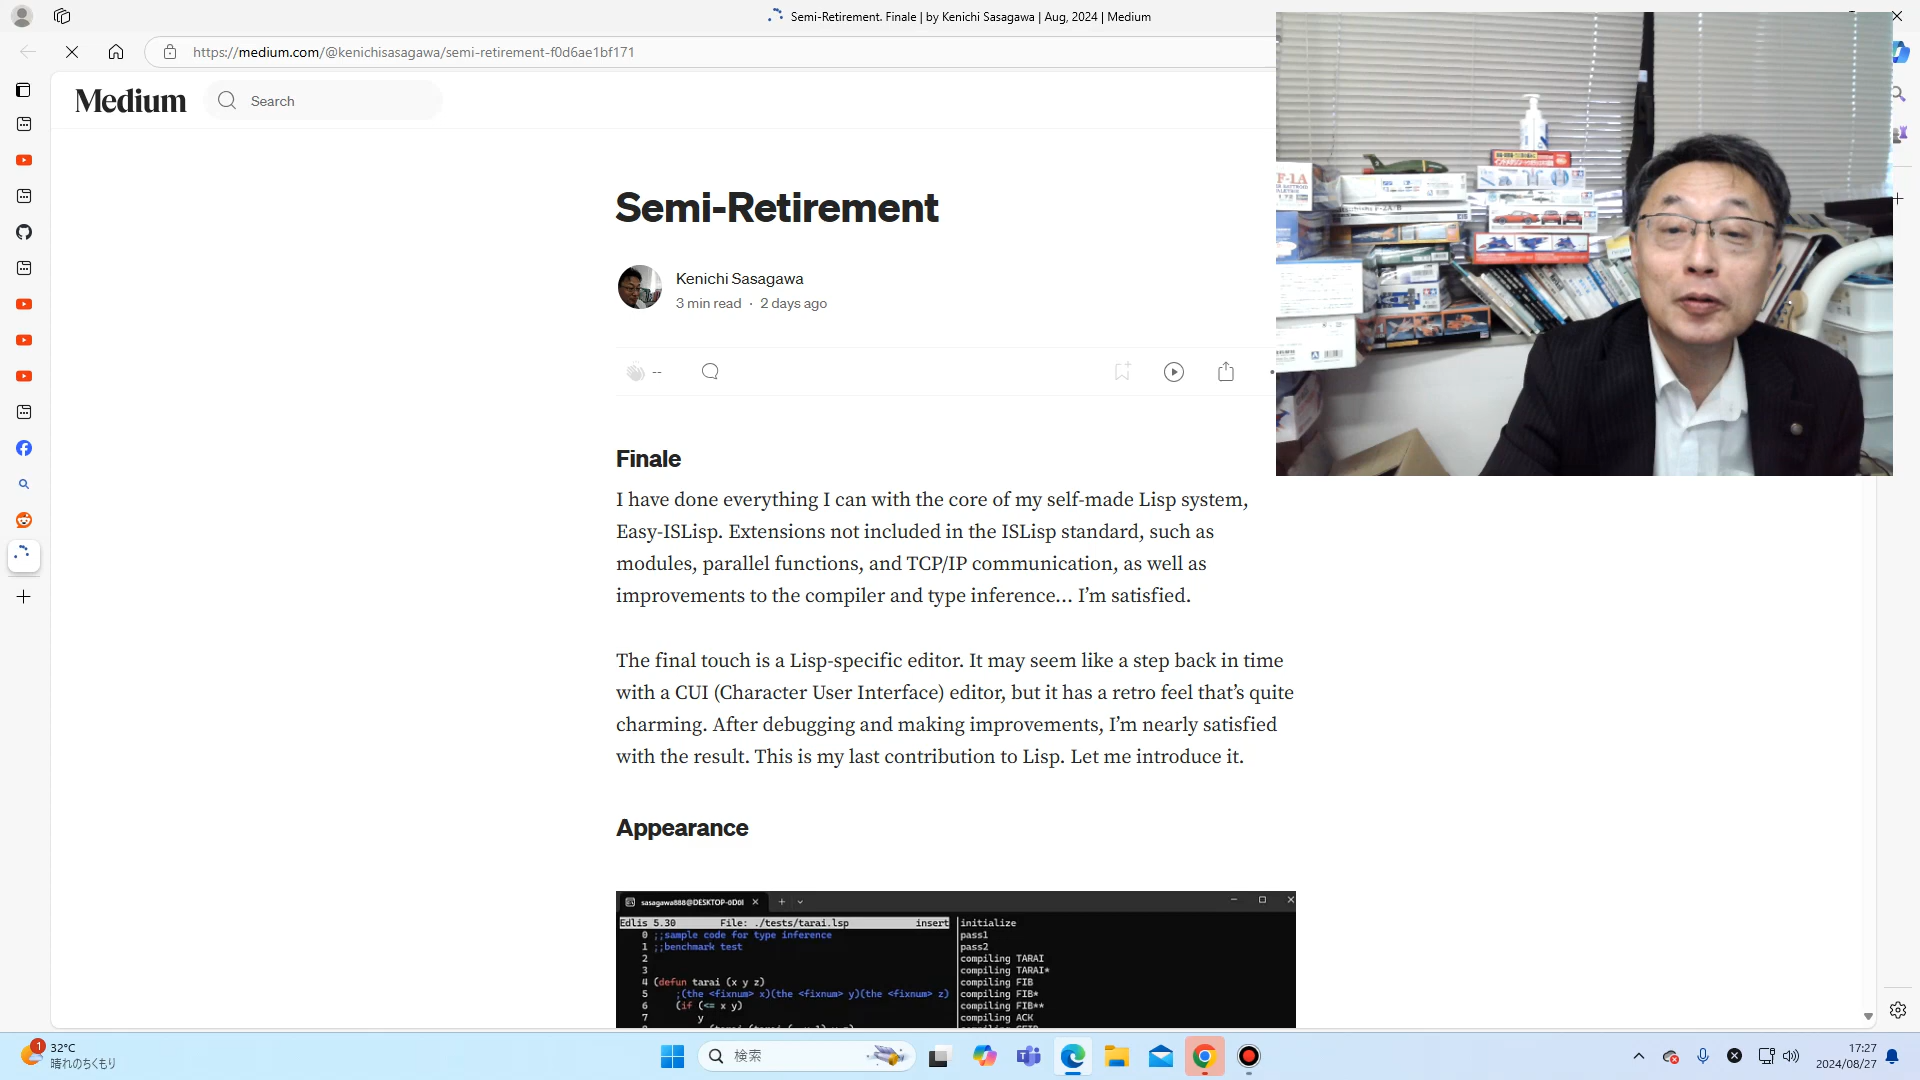 Semi-Retirement. Finale | by Kenichi Sasagawa | Aug, 2024 | Medium
https://medium.com/@kenichisasagawa/semi-retirement-f0d6ae1bf171
Medium
Search
Semi-Retirement
Kenichi Sasagawa
3 min read · 2 days ago
--
Finale
I have done everything I can with the core of my self-made Lisp system,
Easy-ISLisp. Extensions not included in the ISLisp standard, such as
modules, parallel functions, and TCP/IP communication, as well as
improvements to the compiler and type inference… I’m satisfied.
The final touch is a Lisp-specific editor. It may seem like a step back in time
with a CUI (Character User Interface) editor, but it has a retro feel that’s quite
charming. After debugging and making improvements, I’m nearly satisfied
with the result. This is my last contribution to Lisp. Let me introduce it.
Appearance
sasagawa888@DESKTOP-0D0I
Edlis 5.30 File: ./tests/tarai.lsp insert
0 ;;sample code for type inference
1 ;;benchmark test
2
3
4 (defun tarai (x y z)
5 ;(the <fixnum> x)(the <fixnum> y)(the <fixnum> z)
6 (if (<= x y)
7 y
initialize
pass1
pass2
compiling TARAI
compiling TARAI*
compiling FIB
compiling FIB*
compiling FIB**
compiling ACK
F-1A
1
32°C
晴れのちくもり
検索
17:27
2024/08/27